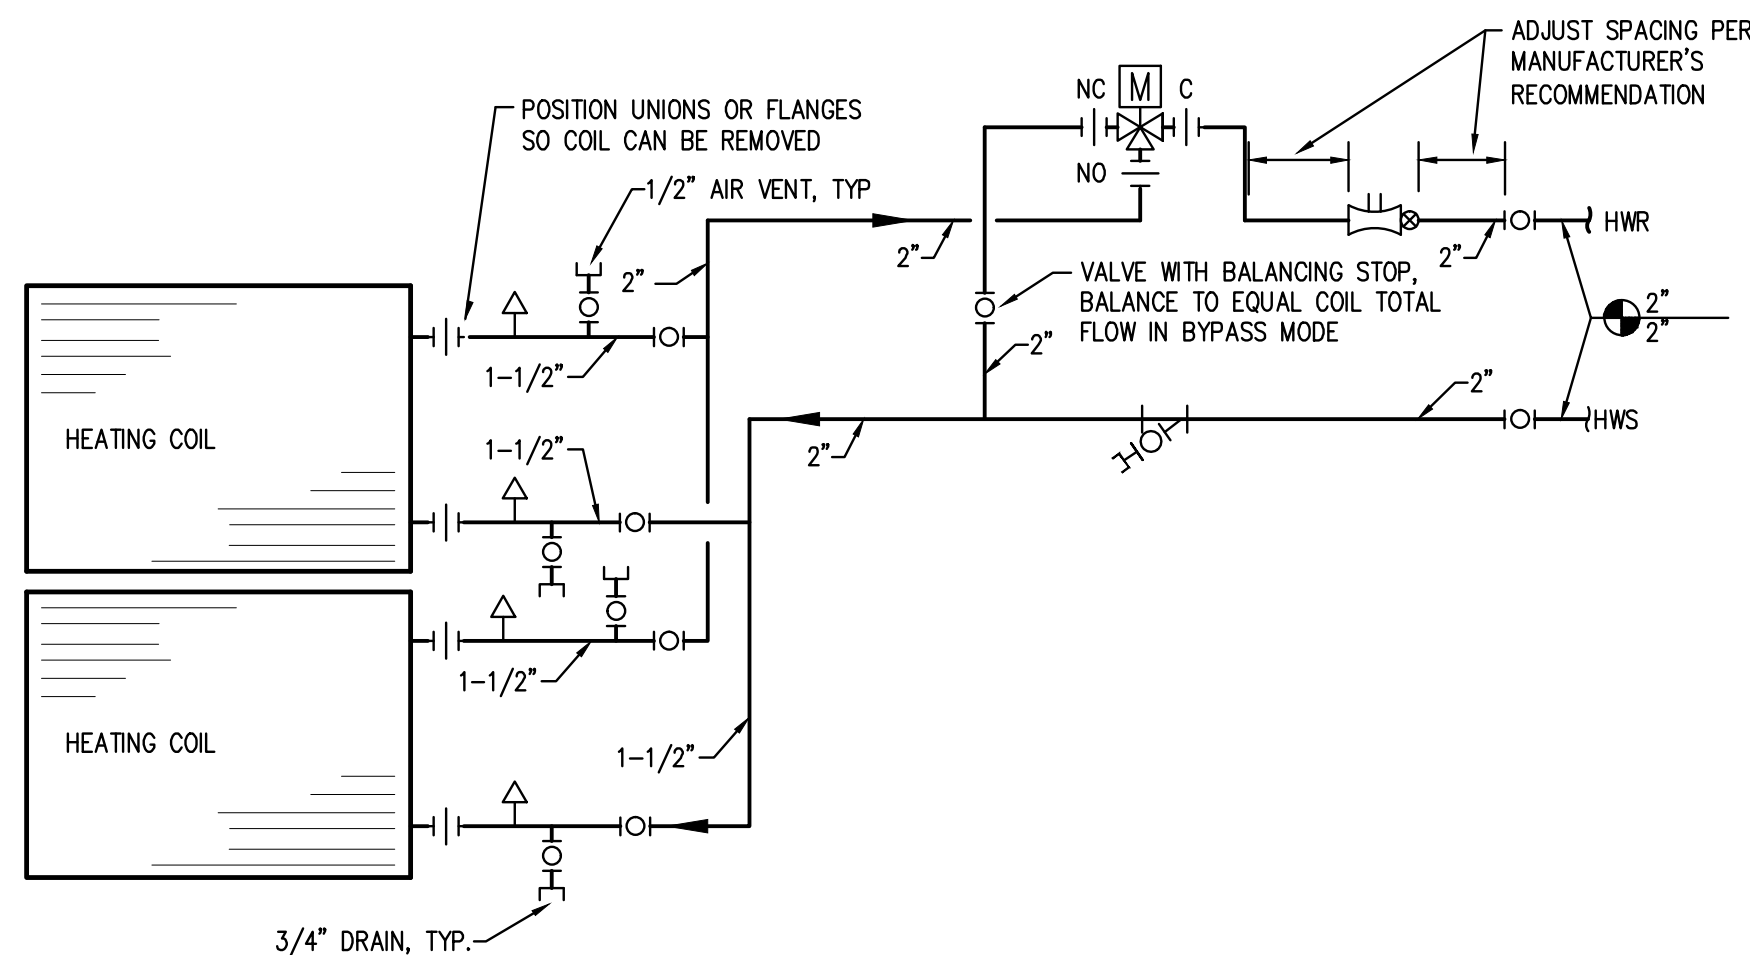 ADJUST SPACING PER
MANUFACTURER'S
RECOMMENDATION
NC
M
C
POSITION UNIONS OR FLANGES
SO COIL CAN BE REMOVED
NO
1/2" AIR VENT, TYP
2"
2"
2"
HWR
VALVE WITH BALANCING STOP,
BALANCE TO EQUAL COIL TOTAL
FLOW IN BYPASS MODE
2"
2"
2"
1-1/2"
2"
HEATING COIL
1-1/2"
2"
HWS
1-1/2"
HEATING COIL
1-1/2"
3/4" DRAIN, TYP.